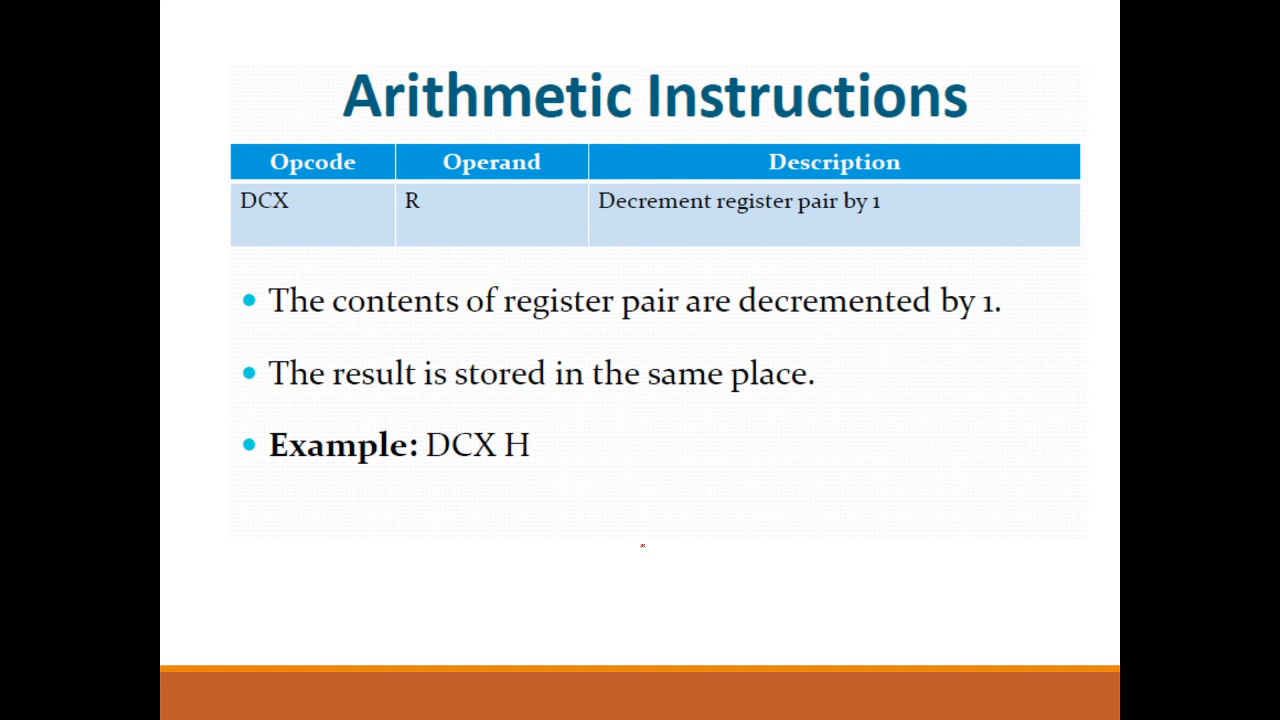 Arithmetic Instructions
Opcode Operand Description
DCX R Decrement register pair by 1
• The contents of register pair are decremented by 1.
• The result is stored in the same place.
• Example: DCX H